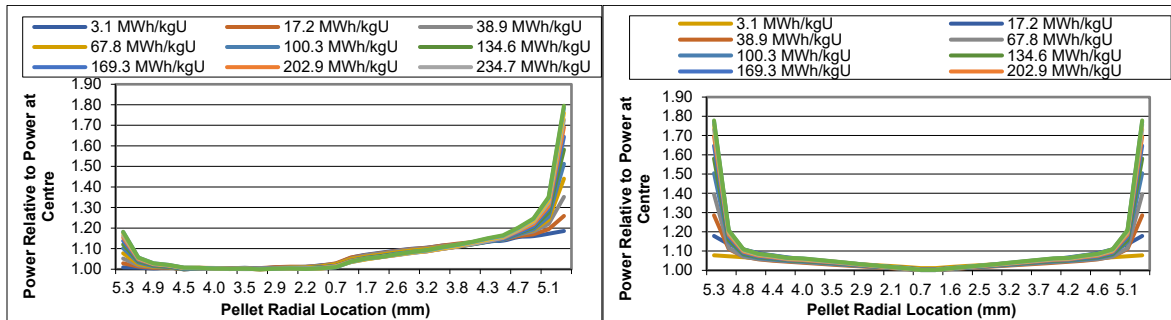 3.1 MWh/kgU 17.2 MWh/kgU 38.9 MWh/kgU
67.8 MWh/kgU 100.3 MWh/kgU 134.6 MWh/kgU
169.3 MWh/kgU 202.9 MWh/kgU 234.7 MWh/kgU
Power Relative to Power at
Centre
1.90
1.80
1.70
1.60
1.50
1.40
1.30
1.20
1.10
1.00
5.3 4.9 4.5 4.0 3.5 2.9 2.2 0.7 1.6 2.6 3.2 3.8 4.3 4.7 5.1
Pellet Radial Location (mm)
3.1 MWh/kgU 17.2 MWh/kgU
38.9 MWh/kgU 67.8 MWh/kgU
100.3 MWh/kgU 134.6 MWh/kgU
169.3 MWh/kgU 202.9 MWh/kgU
Power Relative to Power at
Centre
1.90
1.80
1.70
1.60
1.50
1.40
1.30
1.20
1.10
1.00
5.3 4.8 4.4 4.0 3.5 2.9 2.1 0.7 1.6 2.5 3.2 3.7 4.2 4.6 5.1
Pellet Radial Location (mm)